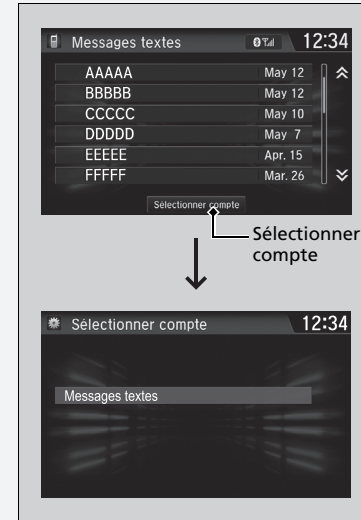 Messages textes 12:34
AAAAA May 12
BBBBB May 12
CCCCC May 10
DDDDD May 7
EEEEE Apr. 15
FFFFF Mar. 26
Sélectionner compte
Sélectionner
compte
Sélectionner compte 12:34
Messages textes